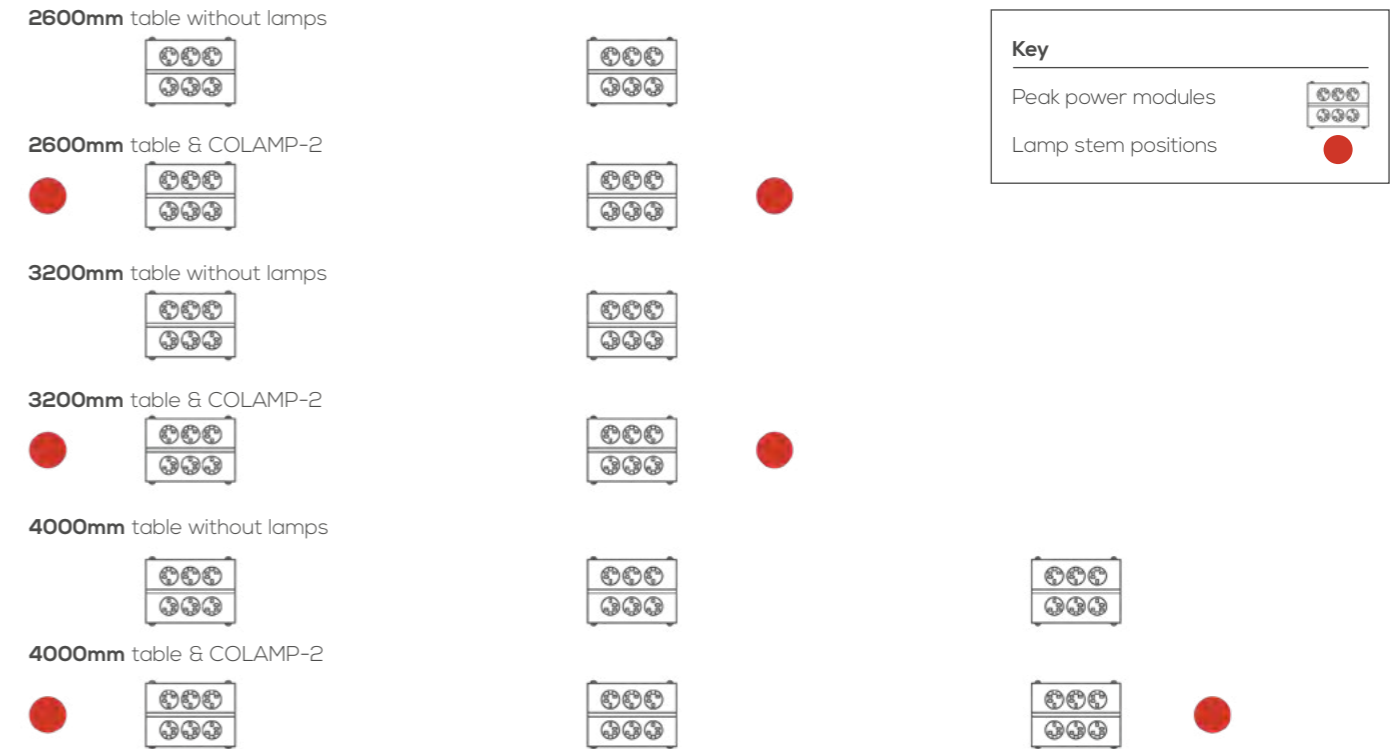 2600mm table without lamps
Key
Peak power modules
2600mm table & COLAMP-2
Lamp stem positions
3200mm table without lamps
3200mm table & COLAMP-2
4000mm table without lamps
4000mm table & COLAMP-2